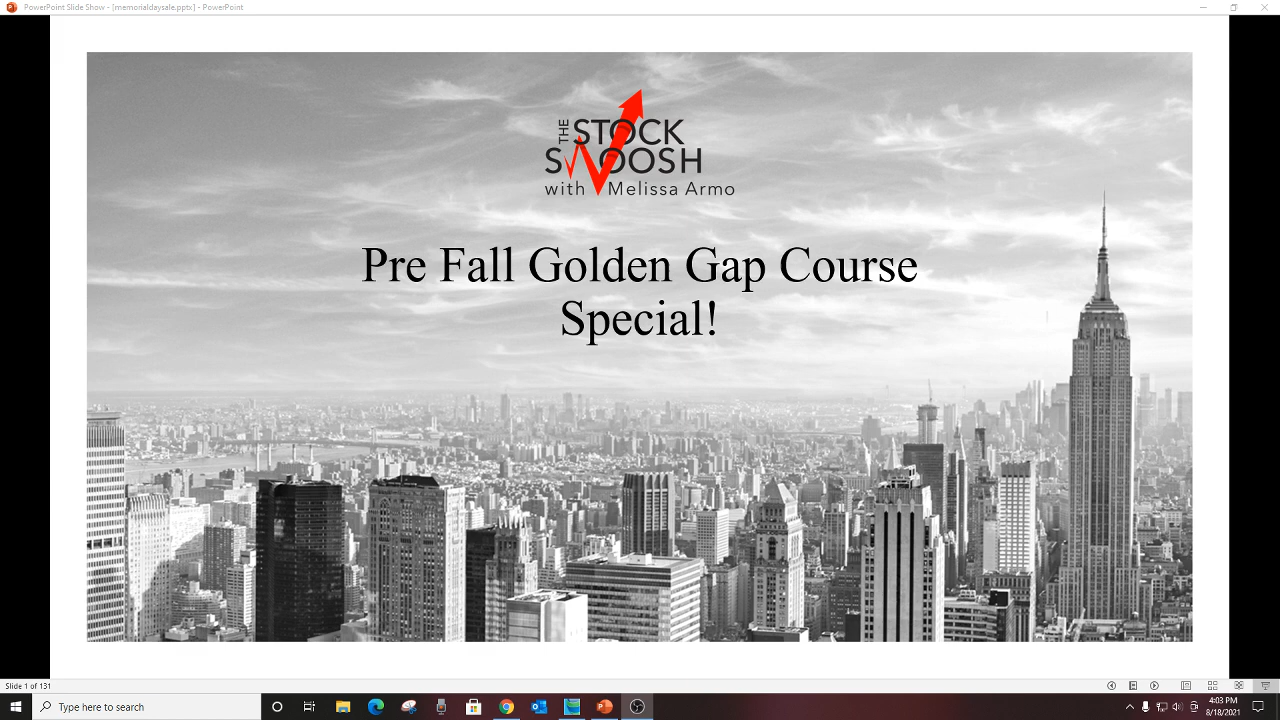 PowerPoint Slide Show - [memorialdaysale.pptx] - PowerPoint
THE STOCK
SWOOSH
with Melissa Armo
Pre Fall Golden Gap Course
Special!
Slide 1 of 131
Type here to search
4:03 PM
8/18/2021